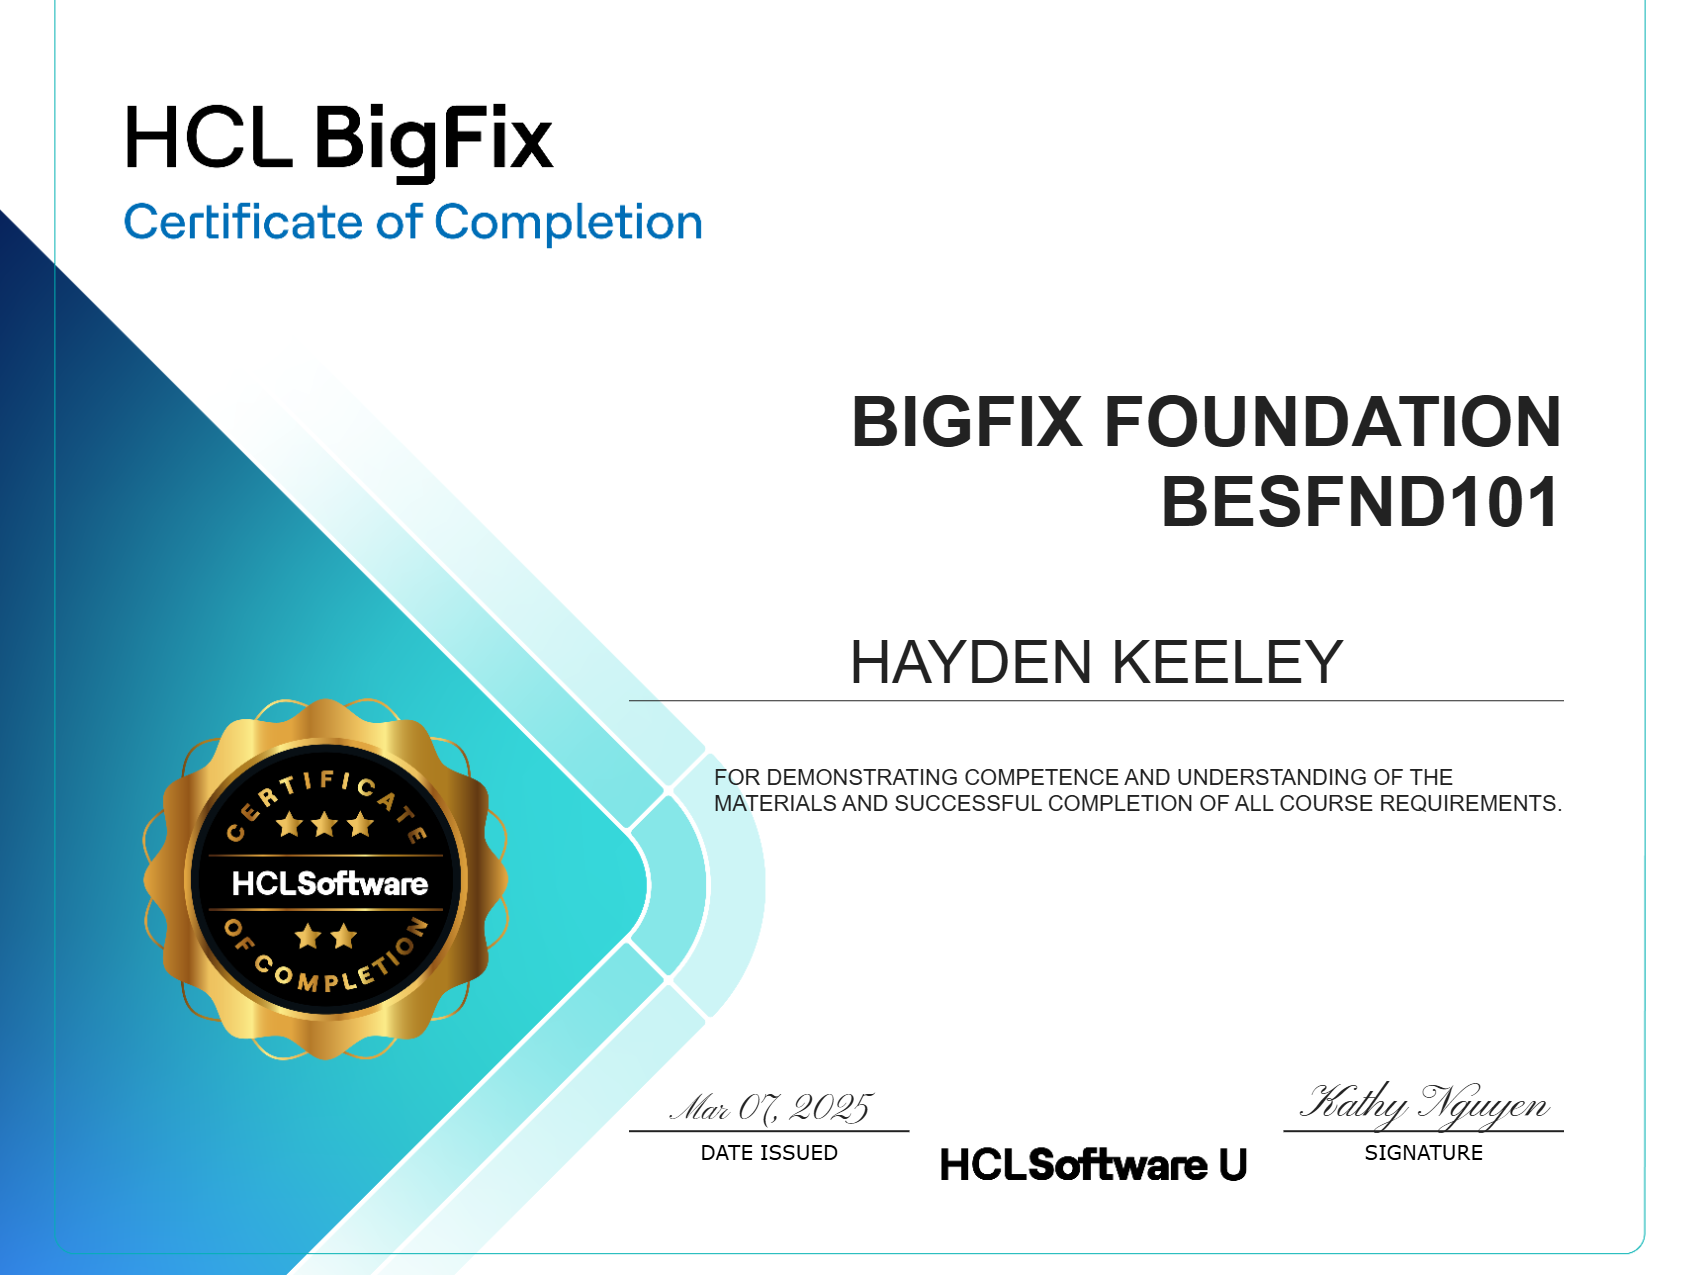 HCL BigFix
Certificate of Completion
BIGFIX FOUNDATION
BESFND101
HAYDEN KEELEY
FOR DEMONSTRATING COMPETENCE AND UNDERSTANDING OF THE
MATERIALS AND SUCCESSFUL COMPLETION OF ALL COURSE REQUIREMENTS.
CERTIFICATE
HCLSoftware
OF COMPLETION
Mar 07, 2025
DATE ISSUED
HCLSoftware U
Kathy Nguyen
SIGNATURE